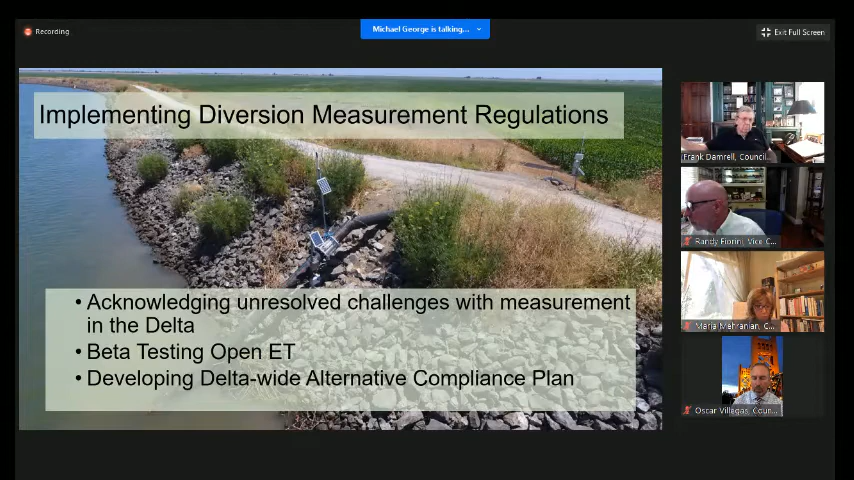 Recording
Michael George is talking...
Exit Full Screen
Implementing Diversion Measurement Regulations
• Acknowledging unresolved challenges with measurement
in the Delta
• Beta Testing Open ET
• Developing Delta-wide Alternative Compliance Plan
Frank Damrell, Council...
Randy Fiorini, Vice C...
Maria Mehranian, C...
Oscar Villegas, Coun...